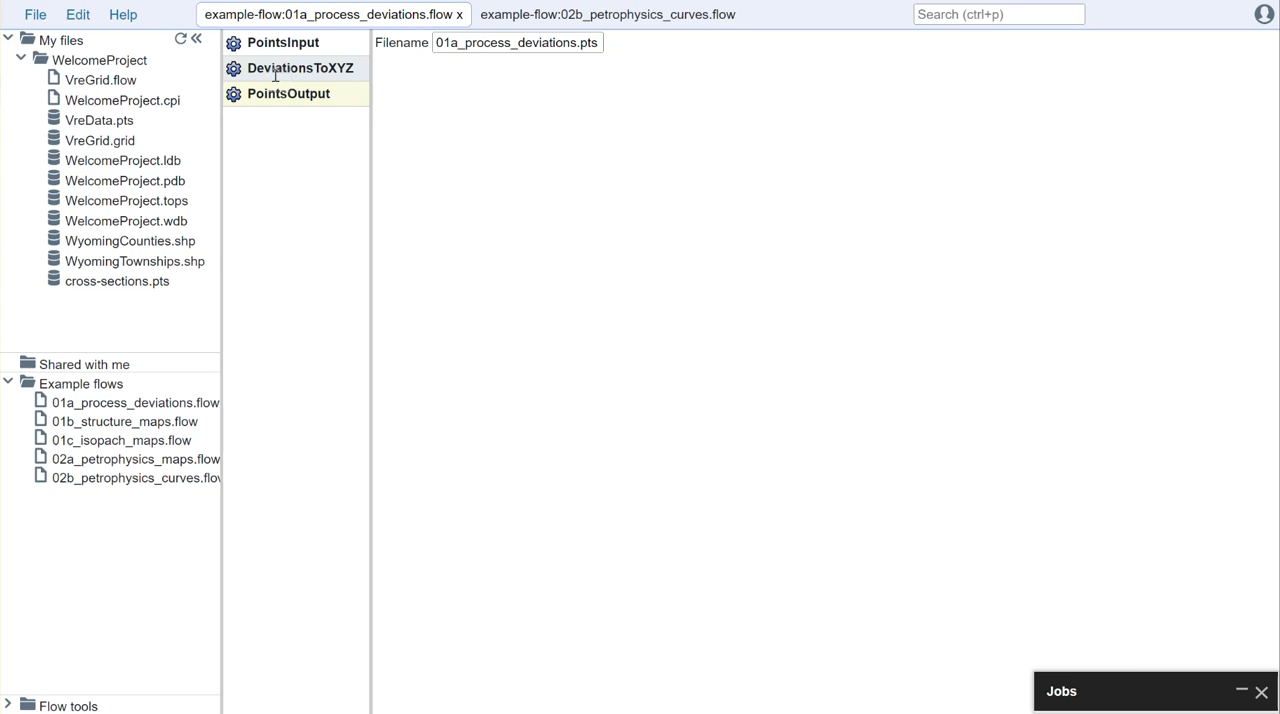 File Edit Help example-flow:01a_process_deviations.flow x example-flow:02b_petrophysics_curves.flow Search (ctrl+p)
My files
WelcomeProject
VreGrid.flow
WelcomeProject.cpi
VreData.pts
VreGrid.grid
WelcomeProject.ldb
WelcomeProject.pdb
WelcomeProject.tops
WelcomeProject.wdb
WyomingCounties.shp
WyomingTownships.shp
cross-sections.pts
Shared with me
Example flows
01a_process_deviations.flow
01b_structure_maps.flow
01c_isopach_maps.flow
02a_petrophysics_maps.flow
02b_petrophysics_curves.flo
Flow tools
PointsInput
DeviationsToXYZ
PointsOutput
Filename 01a_process_deviations.pts
Jobs